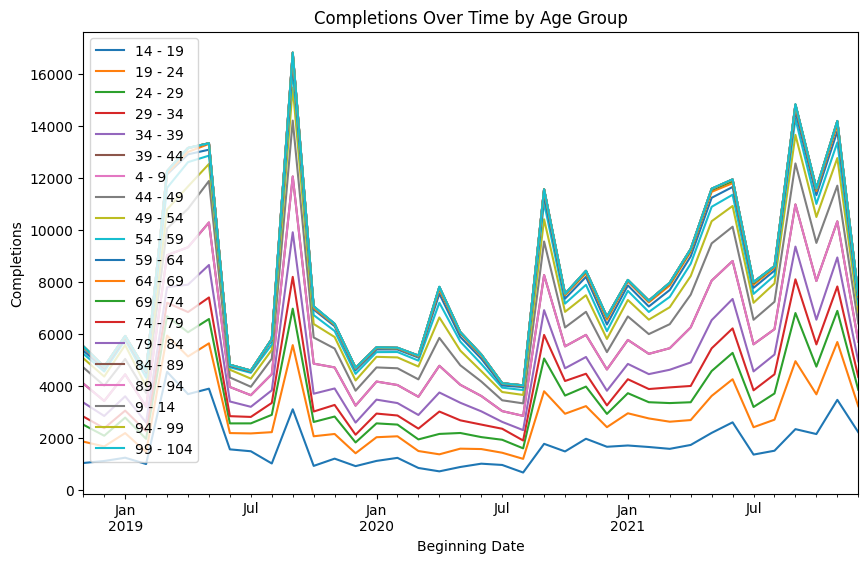 Completions Over Time by Age Group
Completions
16000
14000
12000
10000
8000
6000
4000
2000
0
14 - 19
19 - 24
24 - 29
29 - 34
34 - 39
39 - 44
4 - 9
44 - 49
49 - 54
54 - 59
59 - 64
64 - 69
69 - 74
74 - 79
79 - 84
84 - 89
89 - 94
9 - 14
94 - 99
99 - 104
Jan Jul Jan Jul Jan Jul
2019 2020 2021
Beginning Date